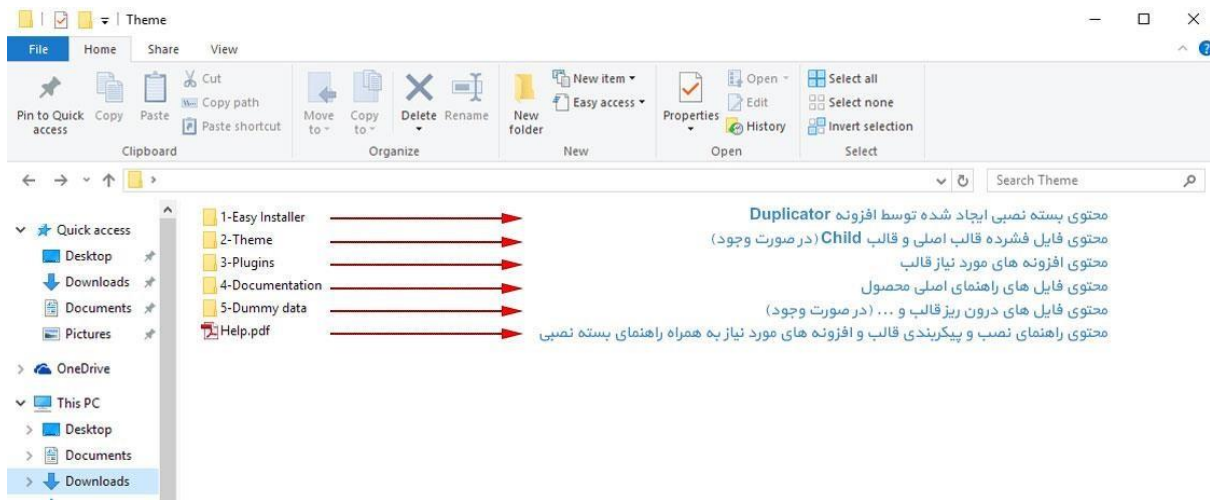 Theme
File Home Share View
Pin to Quick access
Copy
Paste
Cut
Copy path
Paste shortcut
Clipboard
Move to
Copy to
Delete
Rename
Organize
New folder
New item
Easy access
New
Properties
Open
Edit
History
Open
Select all
Select none
Invert selection
Select
Search Theme
Quick access
Desktop
Downloads
Documents
Pictures
OneDrive
This PC
Desktop
Documents
Downloads
1-Easy Installer محتوی بسته نصبی ایجاد شده توسط افزونه Duplicator
2-Theme محتوی فایل فشرده قالب اصلی و قالب Child (در صورت وجود)
3-Plugins محتوی افزونه های مورد نیاز قالب
4-Documentation محتوی فایل های راهنمای اصلی محصول
5-Dummy data محتوی فایل های درون ریز قالب و ... (در صورت وجود)
Help.pdf محتوی راهنمای نصب و پیکربندی قالب و افزونه های مورد نیاز به همراه راهنمای بسته نصبی